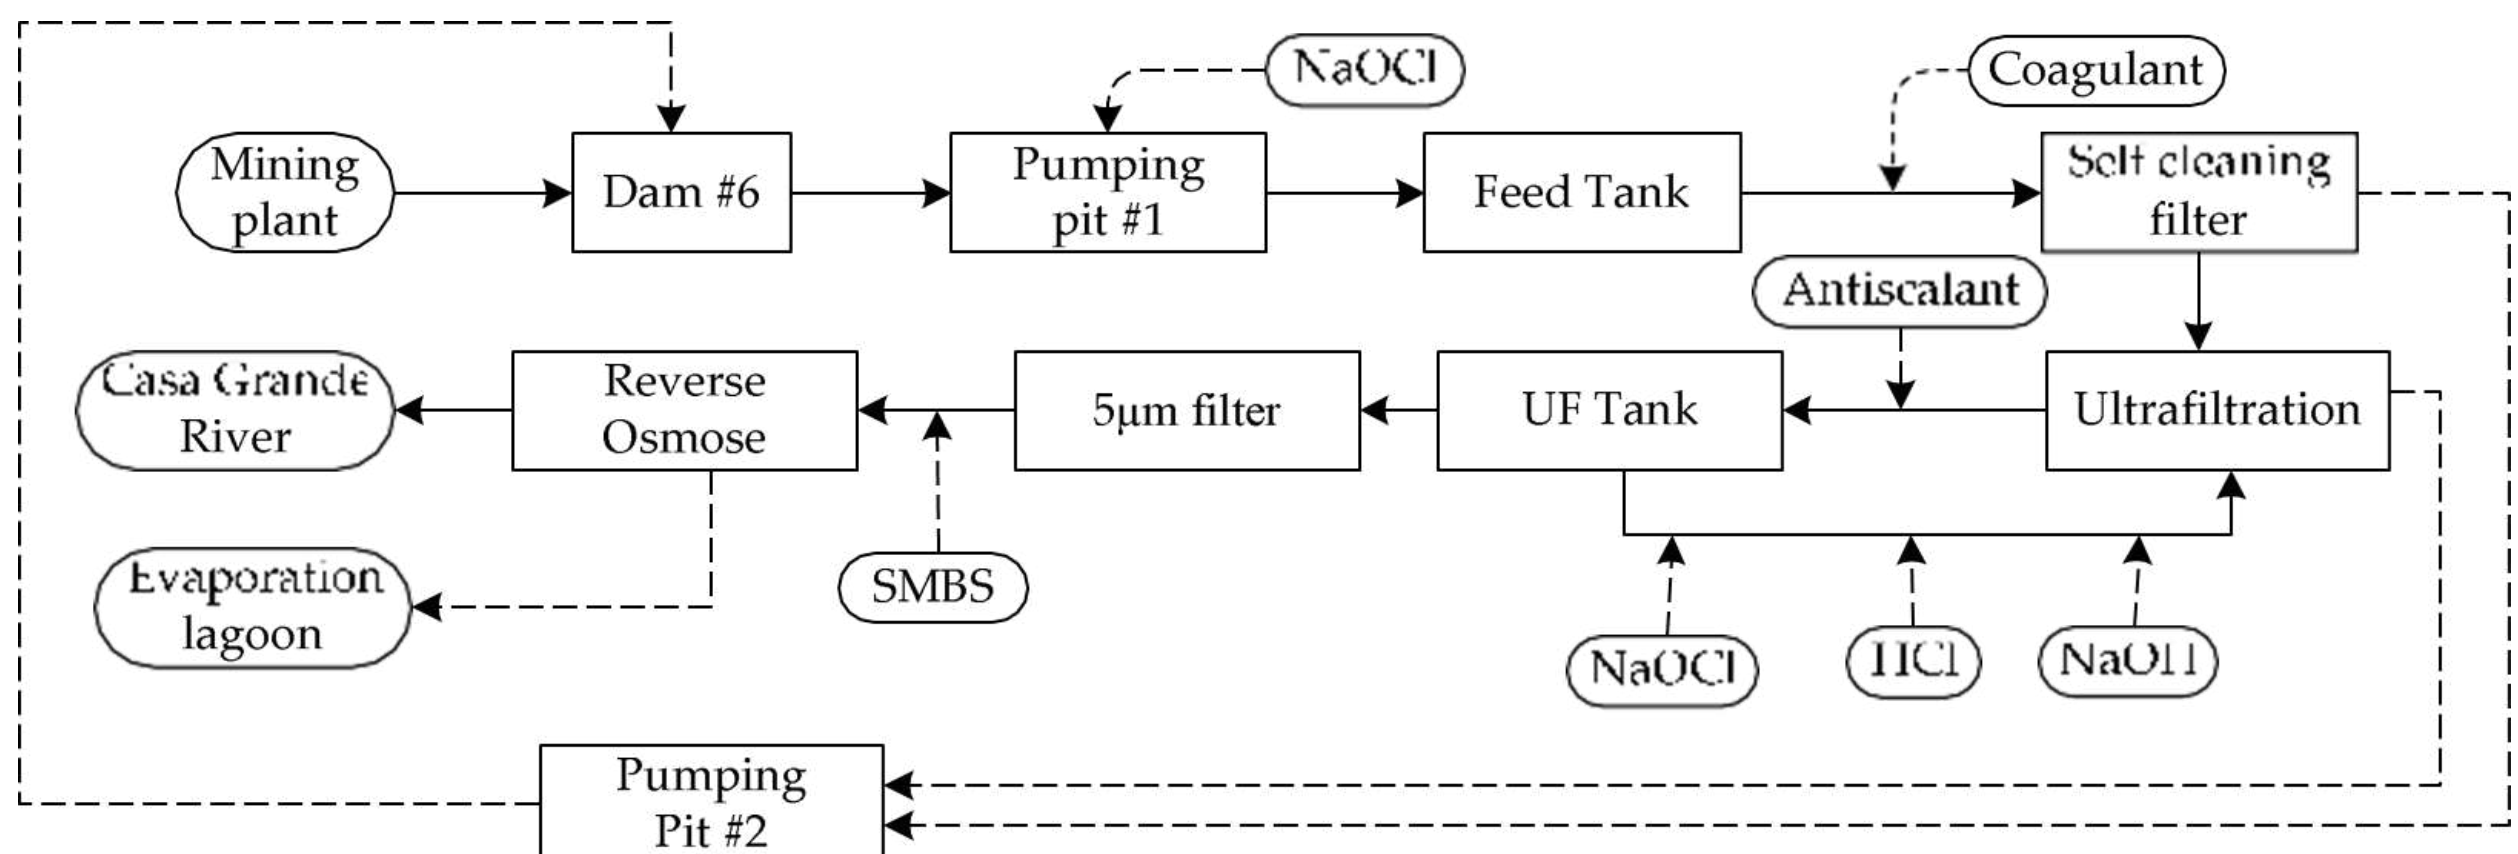 NaOCl
Coagulant
Mining
plant
Dam #6
Pumping
pit #1
Feed Tank
Self cleaning
filter
Antiscalant
Casa Grande
River
Reverse
Osmose
5μm filter
UF Tank
Ultrafiltration
Evaporation
lagoon
SMBS
NaOCl
HCl
NaOH
Pumping
Pit #2